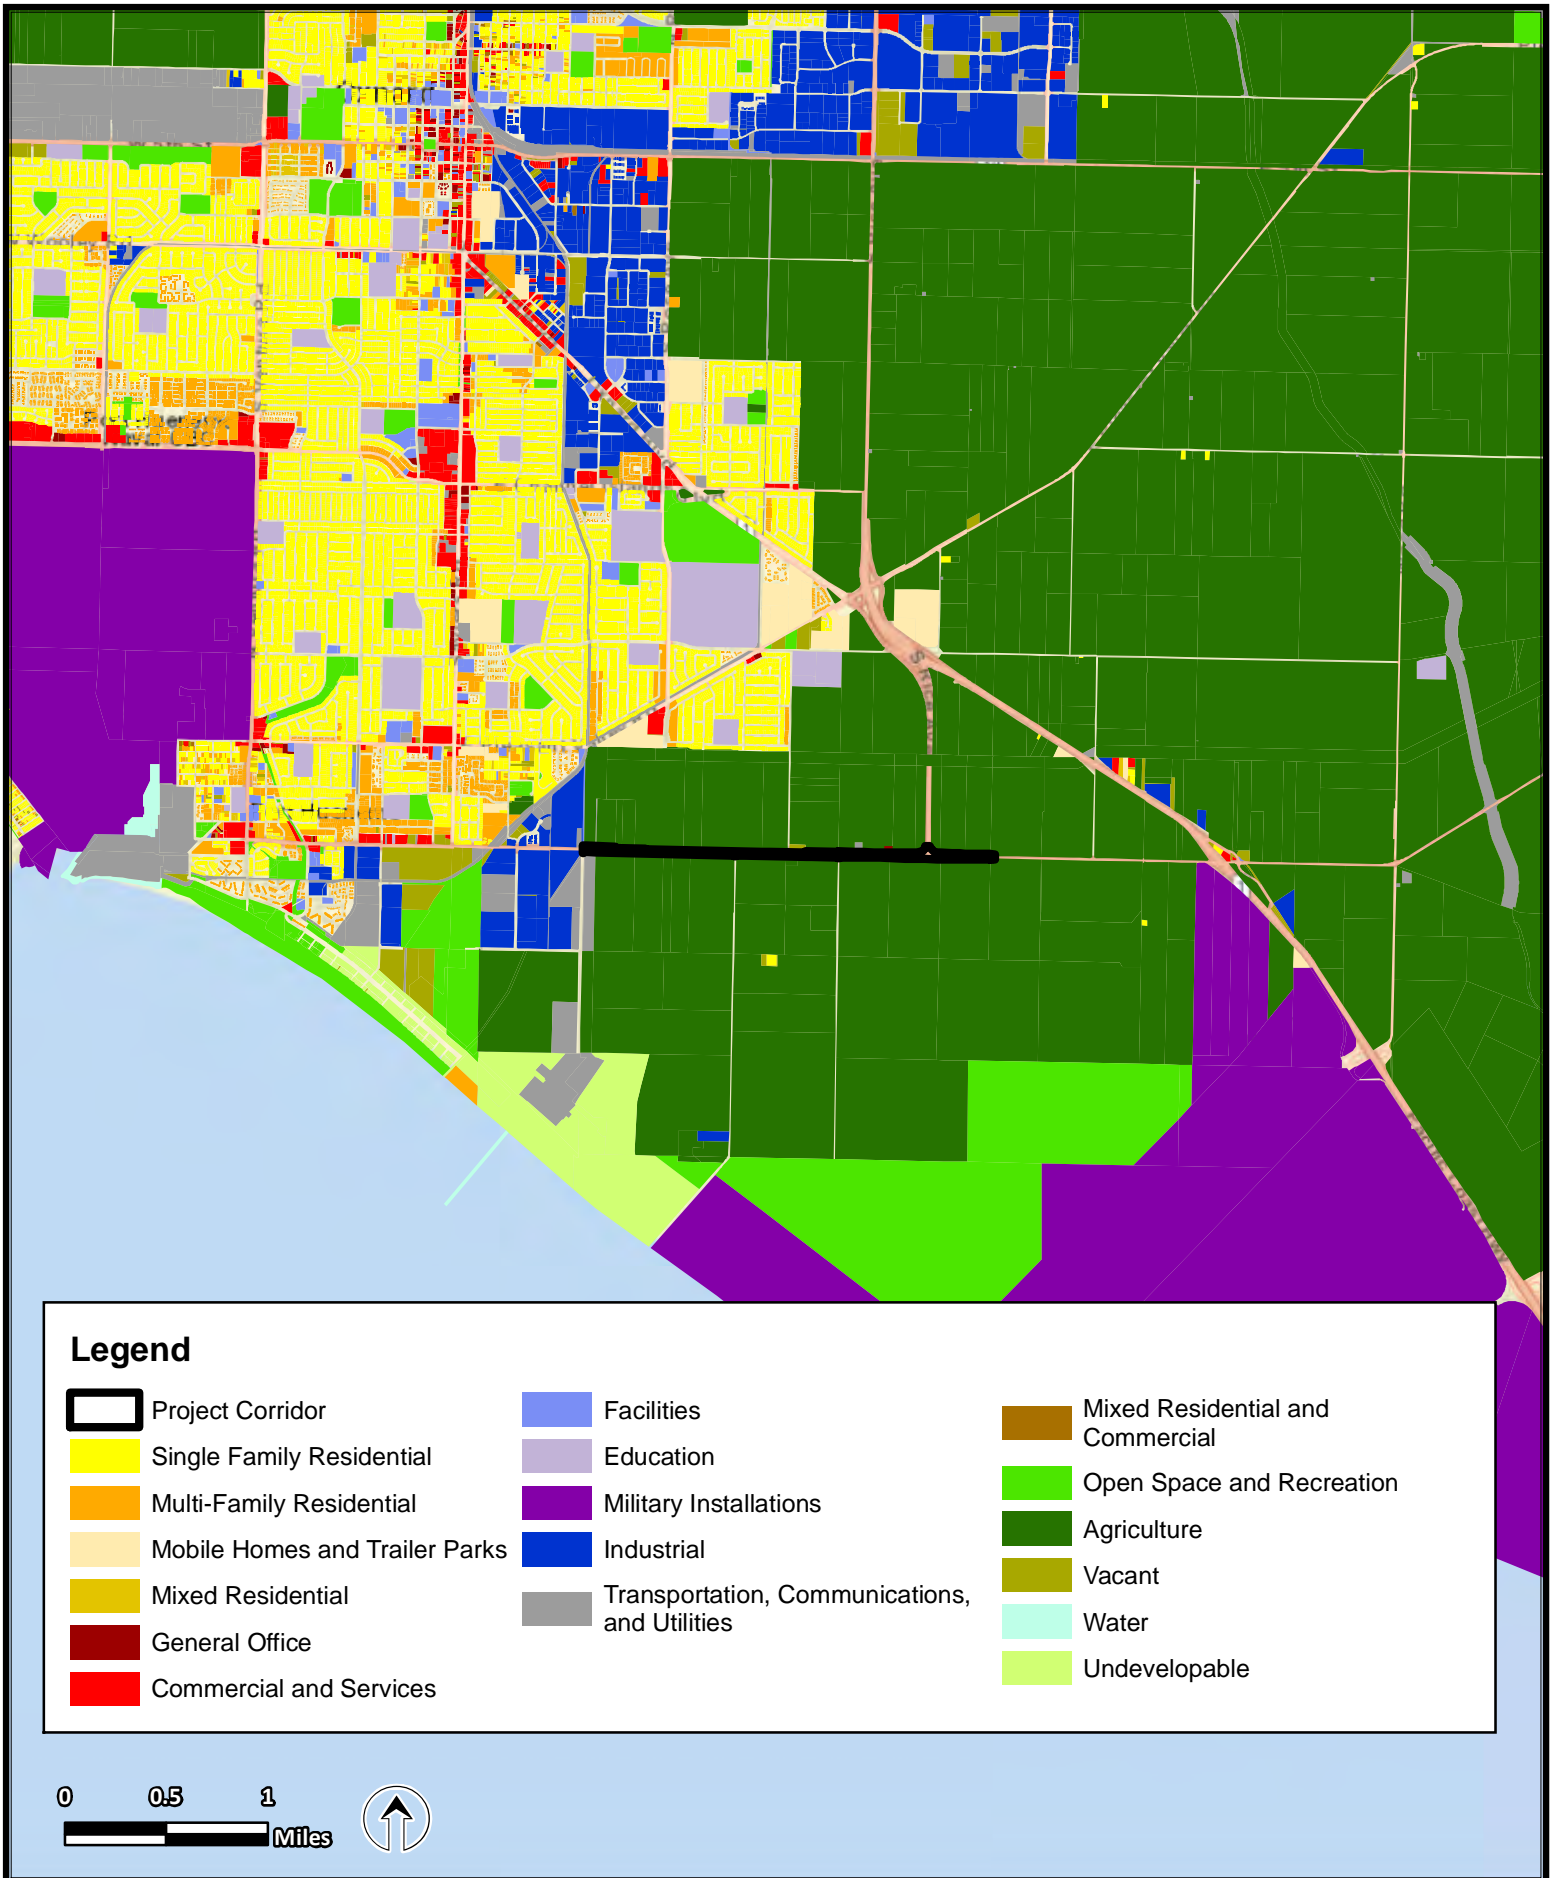 Legend
Project Corridor
Single Family Residential
Multi-Family Residential
Mobile Homes and Trailer Parks
Mixed Residential
General Office
Commercial and Services
Facilities
Education
Military Installations
Industrial
Transportation, Communications,
and Utilities
Mixed Residential and
Commercial
Open Space and Recreation
Agriculture
Vacant
Water
Undevelopable
0 0.5 1
Miles